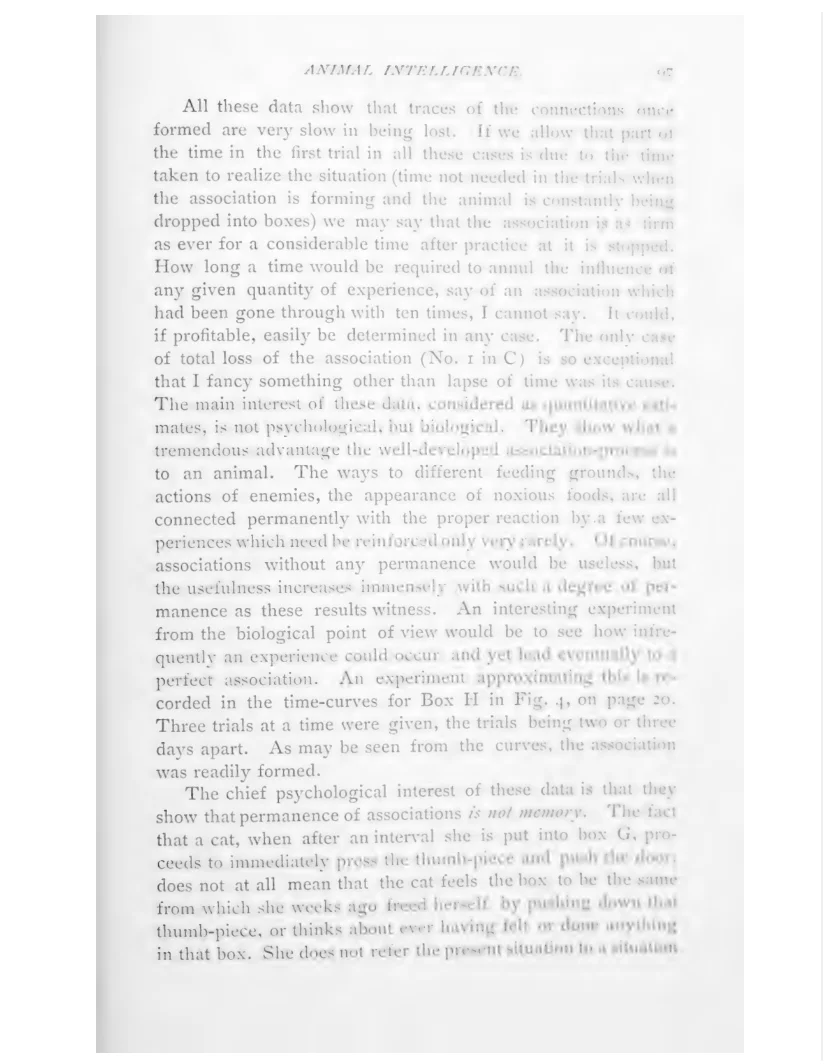 ANIMAL INTELLIGENCE.
All these data show that traces of the connections once
formed are very slow in being lost. If we allow that part of
the time in the first trial in all these cases is due to the time
taken to realize the situation (time not needed in the trials when
the association is forming and the animal is constantly being
dropped into boxes) we may say that the association is as firm
as ever for a considerable time after practice at it is stopped.
How long a time would be required to annul the influence of
any given quantity of experience, say of an association which
had been gone through with ten times, I cannot say. It could,
if profitable, easily be determined in any case. The only case
of total loss of the association (No. 1 in C) is so exceptional
that I fancy something other than lapse of time was its cause.
The main interest of these data, considered as quantitative esti-
mates, is not psychological, but biological. They show what a
tremendous advantage the well-developed association-process is
to an animal. The ways to different feeding grounds, the
actions of enemies, the appearance of noxious foods, are all
connected permanently with the proper reaction by a few ex-
periences which need be reinforced only very rarely. Of course,
associations without any permanence would be useless, but
the usefulness increases immensely with such a degree of per-
manence as these results witness. An interesting experiment
from the biological point of view would be to see how infre-
quently an experience could occur and yet lead eventually to a
perfect association. An experiment approximating this is re-
corded in the time-curves for Box H in Fig. 4, on page 20.
Three trials at a time were given, the trials being two or three
days apart. As may be seen from the curves, the association
was readily formed.
The chief psychological interest of these data is that they
show that permanence of associations is not memory. The fact
that a cat, when after an interval she is put into box G, pro-
ceeds to immediately press the thumb-piece and push the door,
does not at all mean that the cat feels the box to be the same
from which she weeks ago freed herself by pushing down that
thumb-piece, or thinks about ever having felt or done anything
in that box. She does not refer the present situation to a situation